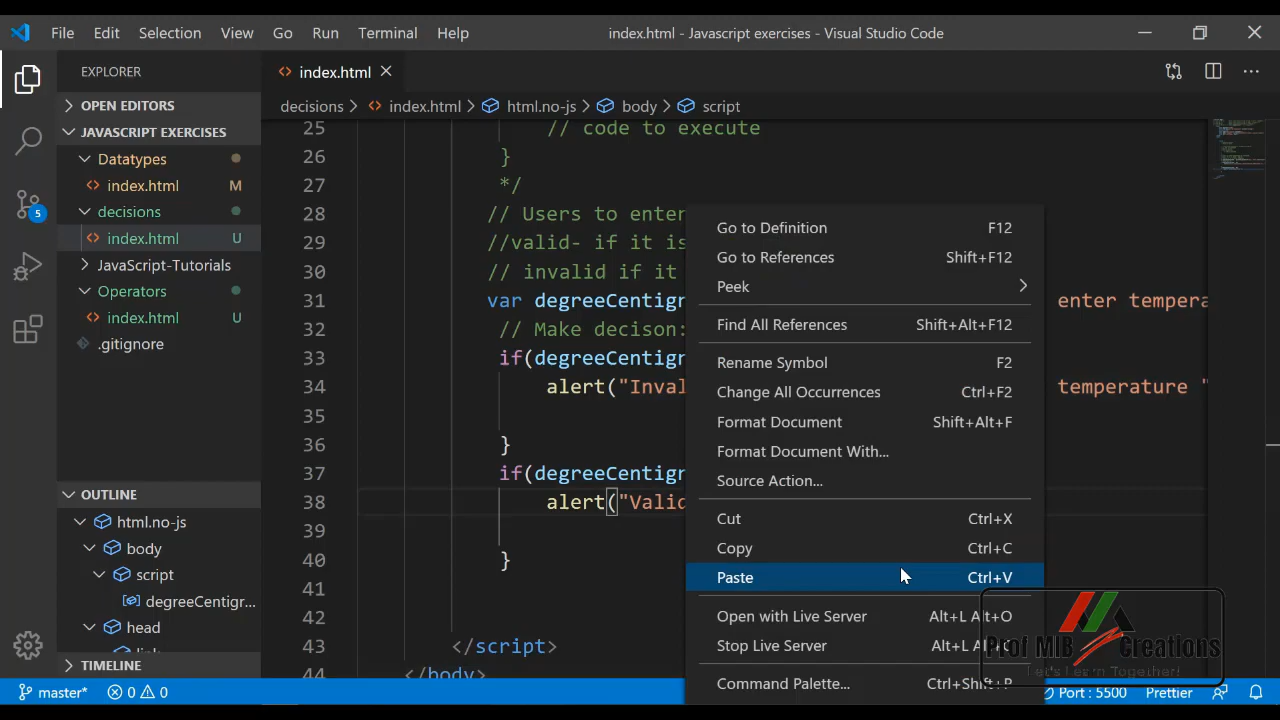 File Edit Selection View Go Run Terminal Help index.html - Javascript exercises - Visual Studio Code
EXPLORER
OPEN EDITORS
JAVASCRIPT EXERCISES
Datatypes
index.html M
decisions
index.html U
JavaScript-Tutorials
Operators
index.html U
.gitignore
OUTLINE
html.no-js
body
script
degreeCentigr...
head
TIMELINE
5
index.html
decisions > index.html > html.no-js > body > script
25 // code to execute
26 }
27 */
28 // Users to enter
29 //valid- if it is
30 // invalid if it
31 var degreeCentigr enter tempera
32 // Make decison:
33 if(degreeCentigr
34 alert("Inval temperature "
35
36 }
37 if(degreeCentigr
38 alert("Valid
39
40 }
41
42
43 </script>
44 </body>
Go to Definition F12
Go to References Shift+F12
Peek
Find All References Shift+Alt+F12
Rename Symbol F2
Change All Occurrences Ctrl+F2
Format Document Shift+Alt+F
Format Document With...
Source Action...
Cut Ctrl+X
Copy Ctrl+C
Paste Ctrl+V
Open with Live Server Alt+L Alt+O
Stop Live Server Alt+L
Command Palette... Ctrl+Shift+P
Prof MIB Creations
Let's Learn Together!
master* 0 0 Port : 5500 Prettier